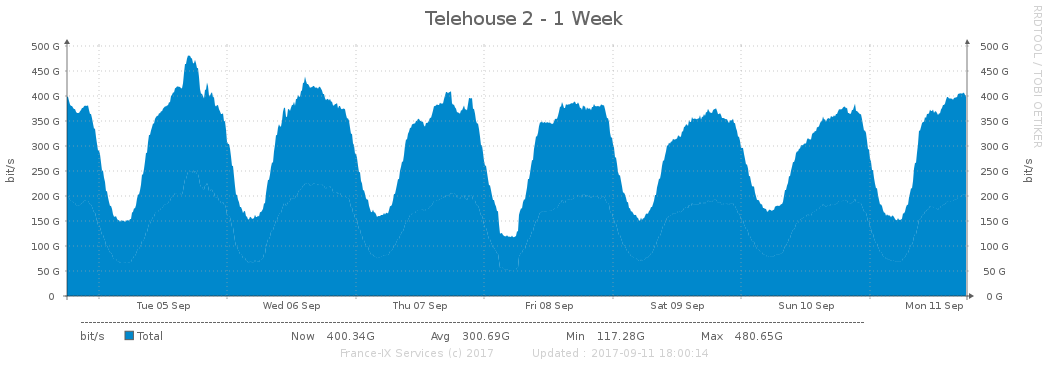 Telehouse 2 - 1 Week
RRDTOOL / TOBI OETIKER
bit/s
500 G
450 G
400 G
350 G
300 G
250 G
200 G
150 G
100 G
50 G
0
500 G
450 G
400 G
350 G
300 G
250 G
200 G
150 G
100 G
50 G
0 G
bit/s
Tue 05 Sep Wed 06 Sep Thu 07 Sep Fri 08 Sep Sat 09 Sep Sun 10 Sep Mon 11 Sep
bit/s Total Now 400.34G Avg 300.69G Min 117.28G Max 480.65G
France-IX Services (c) 2017 Updated : 2017-09-11 18:00:14